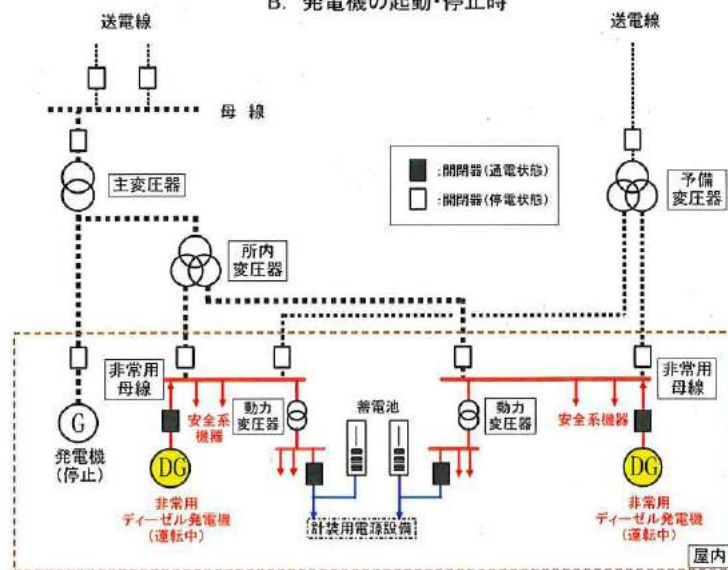 B. 発電機の起動・停止時
送電線
送電線
母 線
主変圧器
:開閉器(通電状態)
:開閉器(停電状態)
予備
変圧器
所内
変圧器
非常用
母線
非常用
母線
G
発電機
(停止)
安全系
機器
動力
変圧器
蓄電池
動力
変圧器
安全系機器
DG
非常用
ディーゼル発電機
(運転中)
計装用電源設備
DG
非常用
ディーゼル発電機
(運転中)
屋内